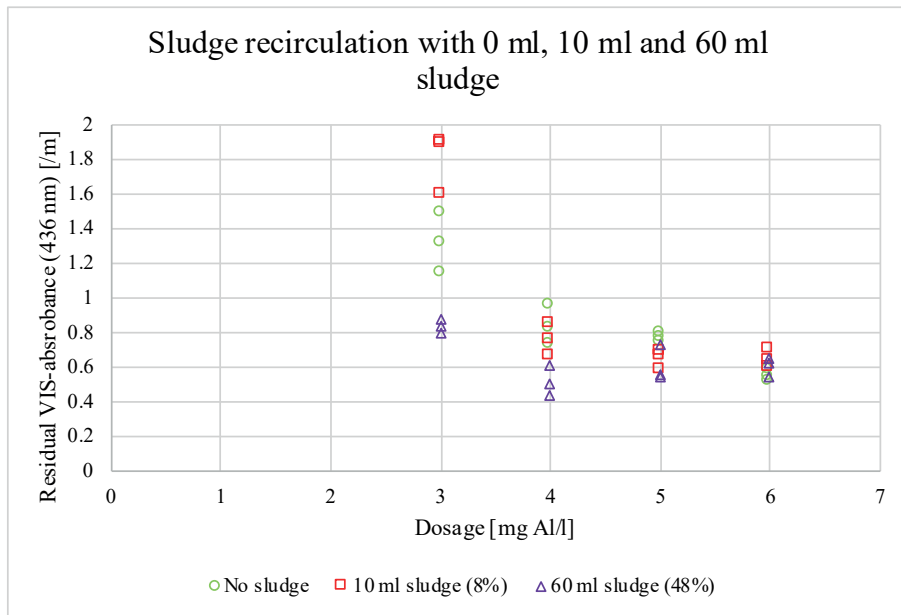 Sludge recirculation with 0 ml, 10 ml and 60 ml
sludge
Residual VIS-absrobance (436 nm) [/m]
2
1.8
1.6
1.4
1.2
1
0.8
0.6
0.4
0.2
0
0 1 2 3 4 5 6 7
Dosage [mg Al/l]
No sludge 10 ml sludge (8%) 60 ml sludge (48%)